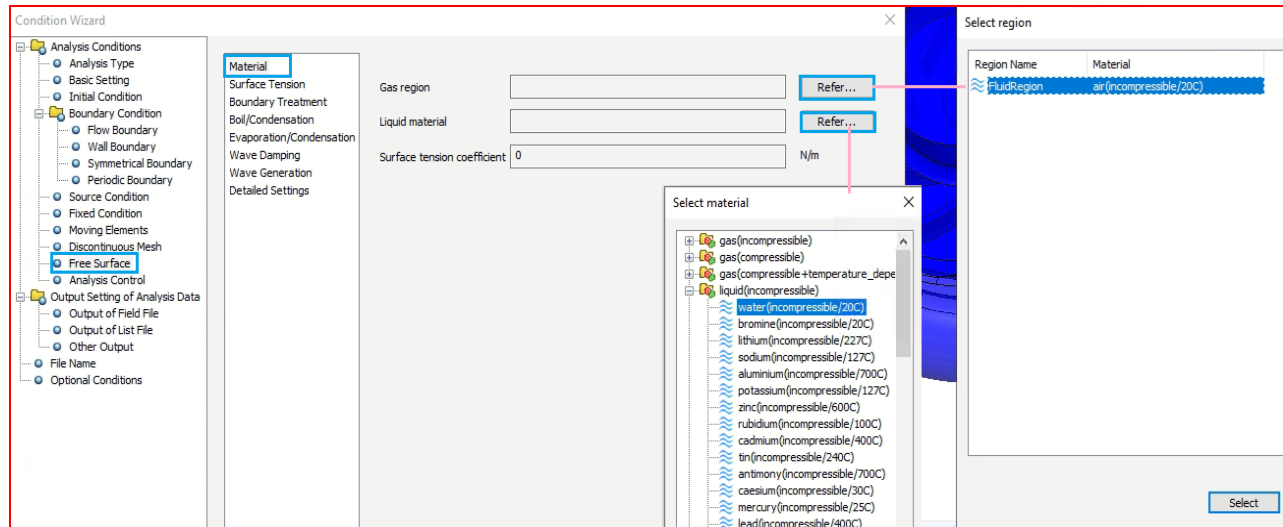 Condition Wizard
Analysis Conditions
Analysis Type
Basic Setting
Initial Condition
Boundary Condition
Flow Boundary
Wall Boundary
Symmetrical Boundary
Periodic Boundary
Source Condition
Fixed Condition
Moving Elements
Discontinuous Mesh
Free Surface
Analysis Control
Output Setting of Analysis Data
Output of Field File
Output of List File
Other Output
File Name
Optional Conditions
Material
Surface Tension
Boundary Treatment
Boil/Condensation
Evaporation/Condensation
Wave Damping
Wave Generation
Detailed Settings
Gas region Refer...
Liquid material Refer...
Surface tension coefficient 0 N/m
Select material
gas(incompressible)
gas(compressible)
gas(compressible+temperature_depe
liquid(incompressible)
water(incompressible/20C)
bromine(incompressible/20C)
lithium(incompressible/227C)
sodium(incompressible/127C)
aluminium(incompressible/700C)
potassium(incompressible/127C)
zinc(incompressible/600C)
rubidium(incompressible/100C)
cadmium(incompressible/400C)
tin(incompressible/240C)
antimony(incompressible/700C)
caesium(incompressible/30C)
mercury(incompressible/25C)
lead(incompressible/400C)
Select region
Region Name Material
FluidRegion air(incompressible/20C)
Select